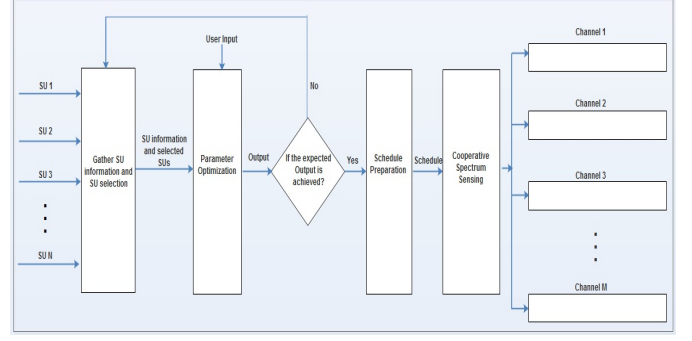 User Input
Channel 1
No
SU 1
Channel 2
SU 2
SU information
and selected
SUs
Gather SU
information and
SU selection
Parameter
Optimization
Output
If the expected
Output is
achieved?
Yes
Schedule
Preparation
Schedule
Cooperative
Spectrum
Sensing
SU 3
Channel 3
SU N
Channel M